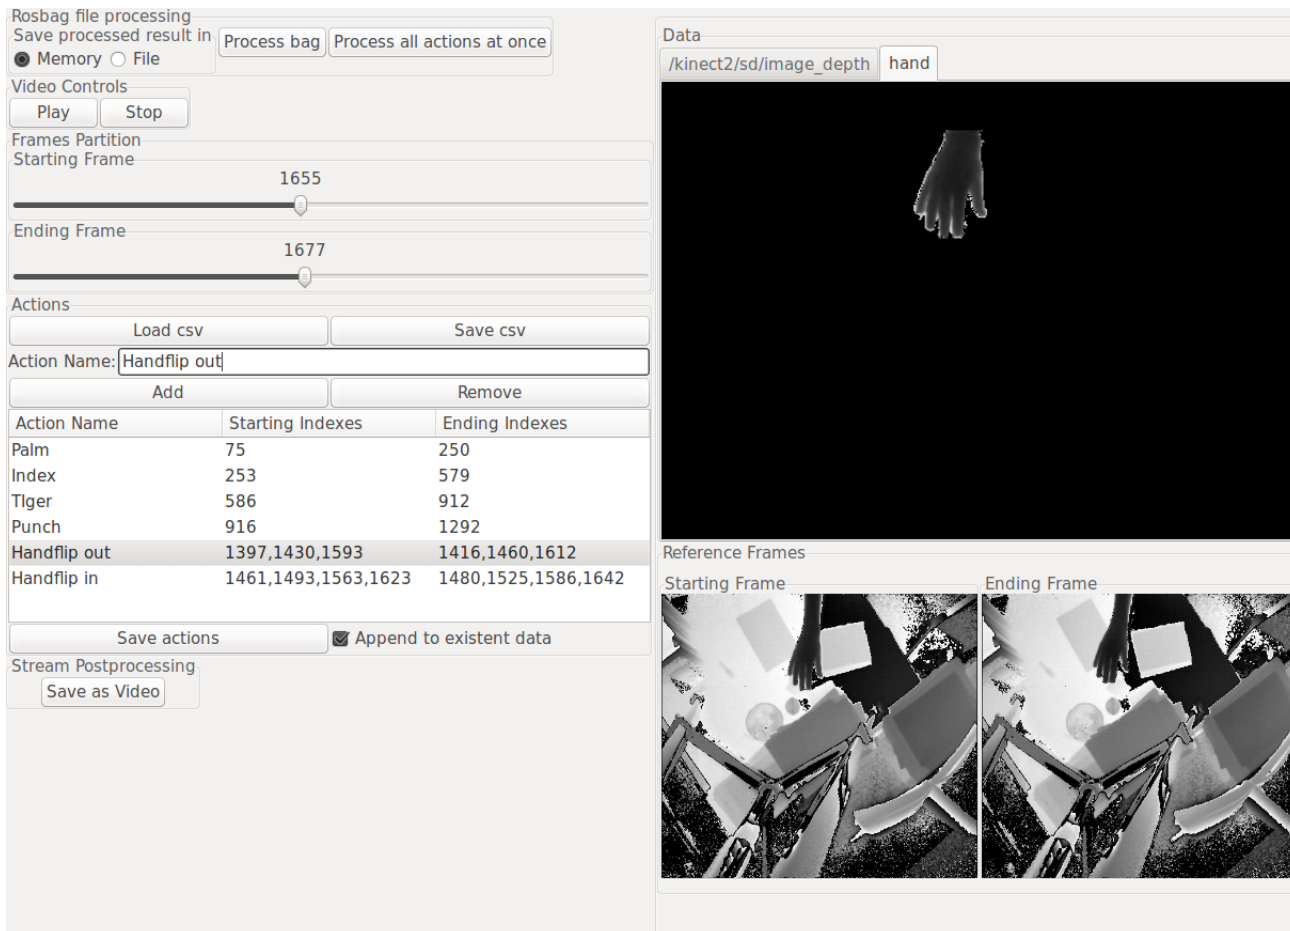 Rosbag file processing
Save processed result in
Memory File
Process bag Process all actions at once
Video Controls
Play Stop
Frames Partition
Starting Frame
1655
Ending Frame
1677
Actions
Load csv Save csv
Action Name: Handflip out
Add Remove
Action Name Starting Indexes Ending Indexes
Palm 75 250
Index 253 579
TIger 586 912
Punch 916 1292
Handflip out 1397,1430,1593 1416,1460,1612
Handflip in 1461,1493,1563,1623 1480,1525,1586,1642
Save actions Append to existent data
Stream Postprocessing
Save as Video
Data
/kinect2/sd/image_depth hand
Reference Frames
Starting Frame Ending Frame